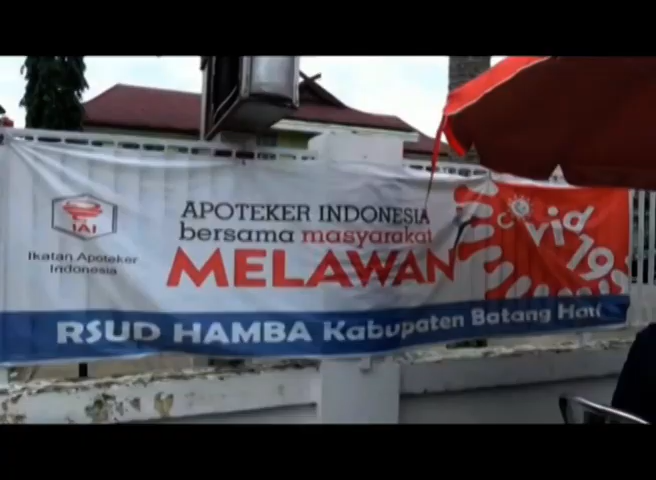 IAI
Ikatan Apoteker
Indonesia
APOTEKER INDONESIA
bersama masyarakat
MELAWAN
Covid 19
RSUD HAMBA Kabupaten Batang Hari